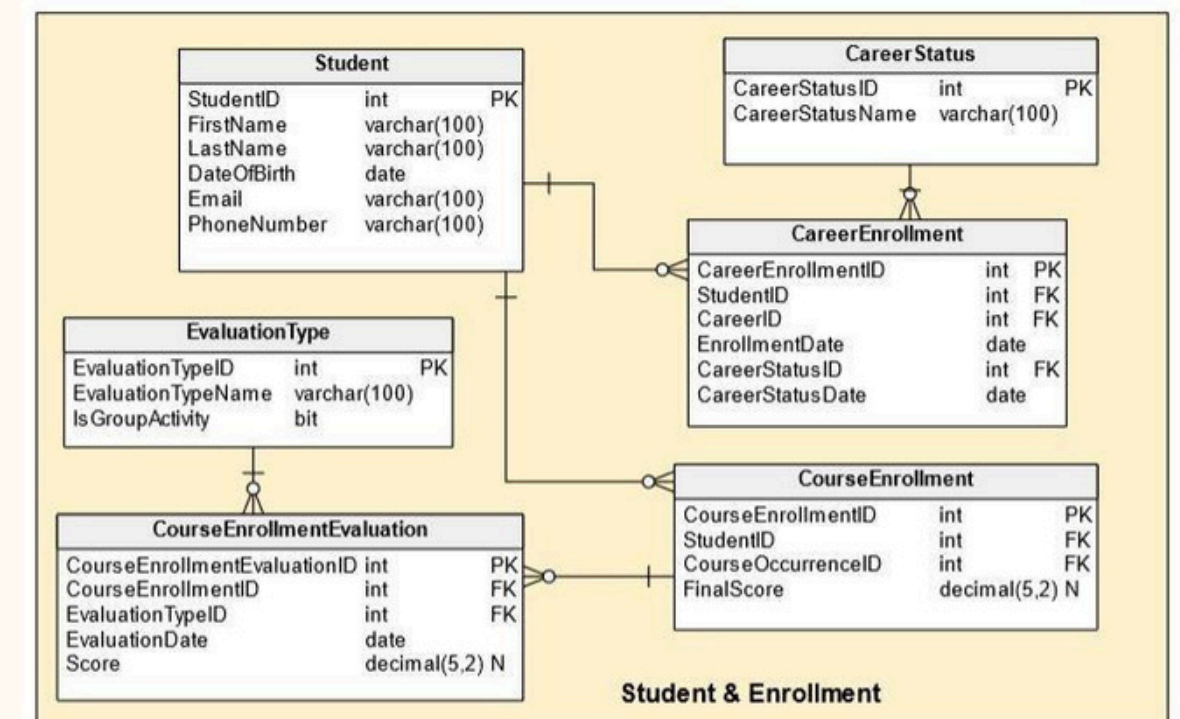 Student
StudentID int PK
FirstName varchar(100)
LastName varchar(100)
DateOfBirth date
Email varchar(100)
PhoneNumber varchar(100)
CareerStatus
CareerStatusID int PK
CareerStatusName varchar(100)
CareerEnrollment
CareerEnrollmentID int PK
StudentID int FK
CareerID int FK
EnrollmentDate date
CareerStatusID int FK
CareerStatusDate date
EvaluationType
EvaluationTypeID int PK
EvaluationTypeName varchar(100)
IsGroupActivity bit
CourseEnrollment
CourseEnrollmentID int PK
StudentID int FK
CourseOccurrenceID int FK
FinalScore decimal(5,2) N
CourseEnrollmentEvaluation
CourseEnrollmentEvaluationID int PK
CourseEnrollmentID int FK
EvaluationTypeID int FK
EvaluationDate date
Score decimal(5,2) N
Student & Enrollment